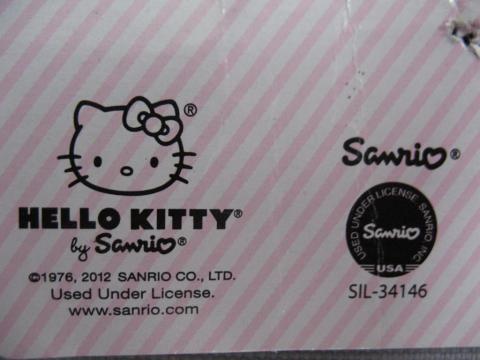 ®
HELLO KITTY®
by Sanrio®
©1976, 2012 SANRIO CO., LTD.
Used Under License.
www.sanrio.com
Sanrio®
USED UNDER LICENSE SANRIO INC
Sanrio
USA
SIL-34146